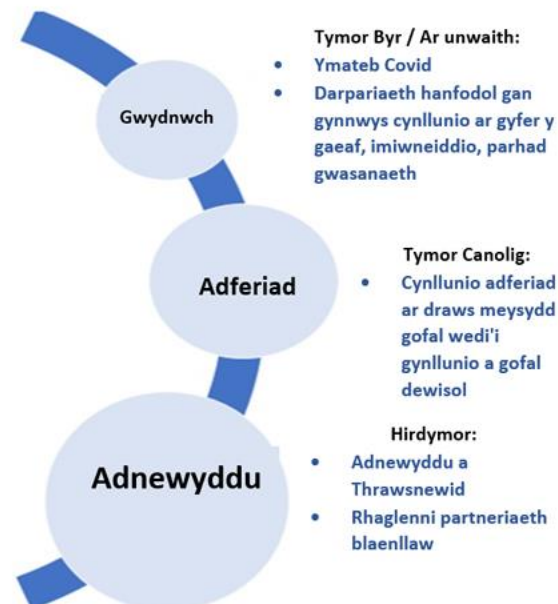 Gwydnwch
Tymor Byr / Ar unwaith:
• Ymateb Covid
• Darpariaeth hanfodol gan
gynnwys cynllunio ar gyfer y
gaeaf, imiwneiddio, parhad
gwasanaeth
Adferiad
Tymor Canolig:
• Cynllunio adferiad
ar draws meysydd
gofal wedi'i
gynllunio a gofal
dewisol
Adnewyddu
Hirdymor:
• Adnewyddu a
Thrawsnewid
• Rhaglenni partneriaeth
blaenllaw